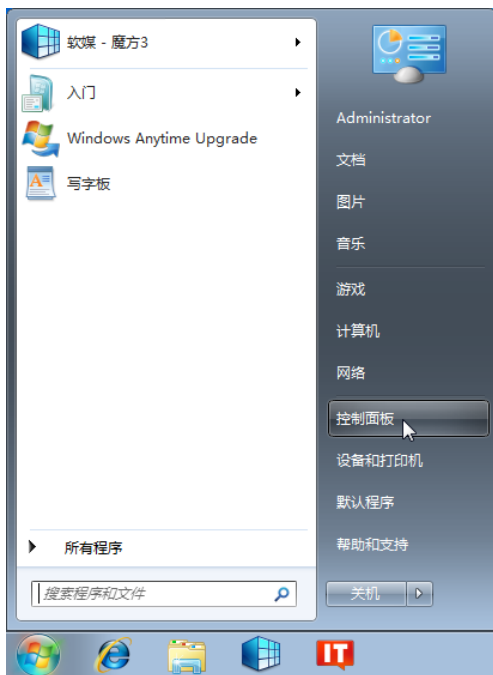 软媒 - 魔方3
入门
Windows Anytime Upgrade
写字板
所有程序
搜索程序和文件
Administrator
文档
图片
音乐
游戏
计算机
网络
控制面板
设备和打印机
默认程序
帮助和支持
关机
IT